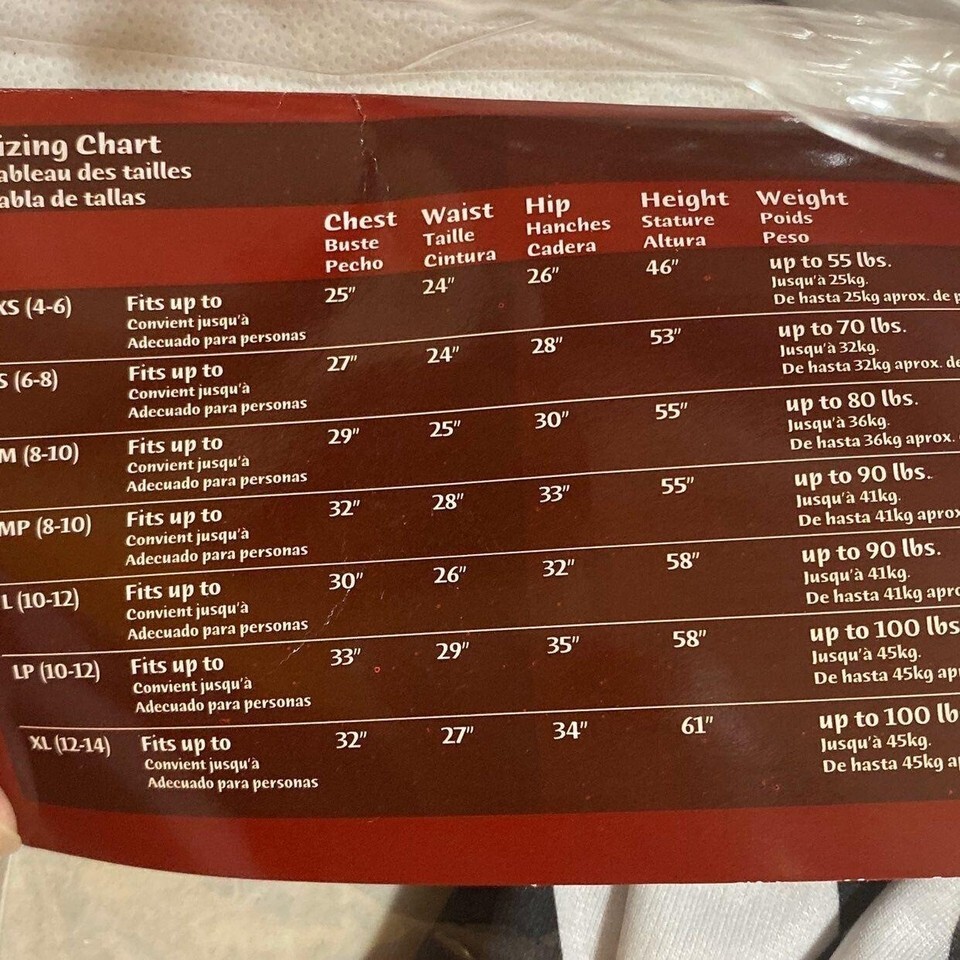 izing Chart
ableau des tailles
abla de tallas
Chest Waist Hip Height Weight
Buste Taille Hanches Stature Poids
Pecho Cintura Cadera Altura Peso
XS (4-6) Fits up to 25" 24" 26" 46" up to 55 lbs.
Convient jusqu'à Jusqu'à 25kg.
Adecuado para personas De hasta 25kg aprox. de p
S (6-8) Fits up to 27" 24" 28" 53" up to 70 lbs.
Convient jusqu'à Jusqu'à 32kg.
Adecuado para personas De hasta 32kg aprox. de
M (8-10) Fits up to 29" 25" 30" 55" up to 80 lbs.
Convient jusqu'à Jusqu'à 36kg.
Adecuado para personas De hasta 36kg aprox.
MP (8-10) Fits up to 32" 28" 33" 55" up to 90 lbs.
Convient jusqu'à Jusqu'à 41kg.
Adecuado para personas De hasta 41kg aprox
L (10-12) Fits up to 30" 26" 32" 58" up to 90 lbs.
Convient jusqu'à Jusqu'à 41kg.
Adecuado para personas De hasta 41kg apro
LP (10-12) Fits up to 33" 29" 35" 58" up to 100 lbs
Convient jusqu'à Jusqu'à 45kg.
Adecuado para personas De hasta 45kg ap
XL (12-14) Fits up to 32" 27" 34" 61" up to 100 lb
Convient jusqu'à Jusqu'à 45kg.
Adecuado para personas De hasta 45kg a